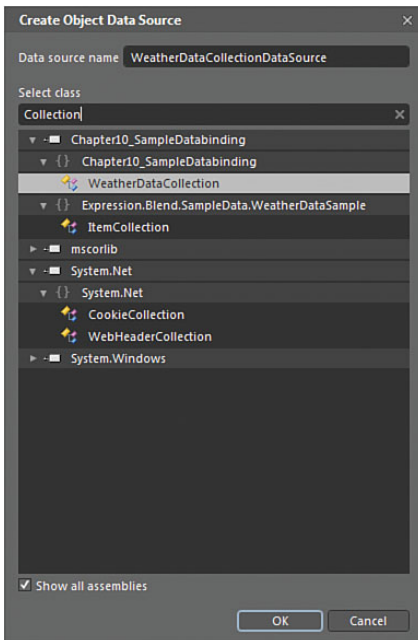 Create Object Data Source
Data source name WeatherDataCollectionDataSource
Select class
Collection
Chapter10_SampleDatabinding
{} Chapter10_SampleDatabinding
WeatherDataCollection
{} Expression.Blend.SampleData.WeatherDataSample
ItemCollection
mscorlib
System.Net
{} System.Net
CookieCollection
WebHeaderCollection
System.Windows
Show all assemblies
OK Cancel